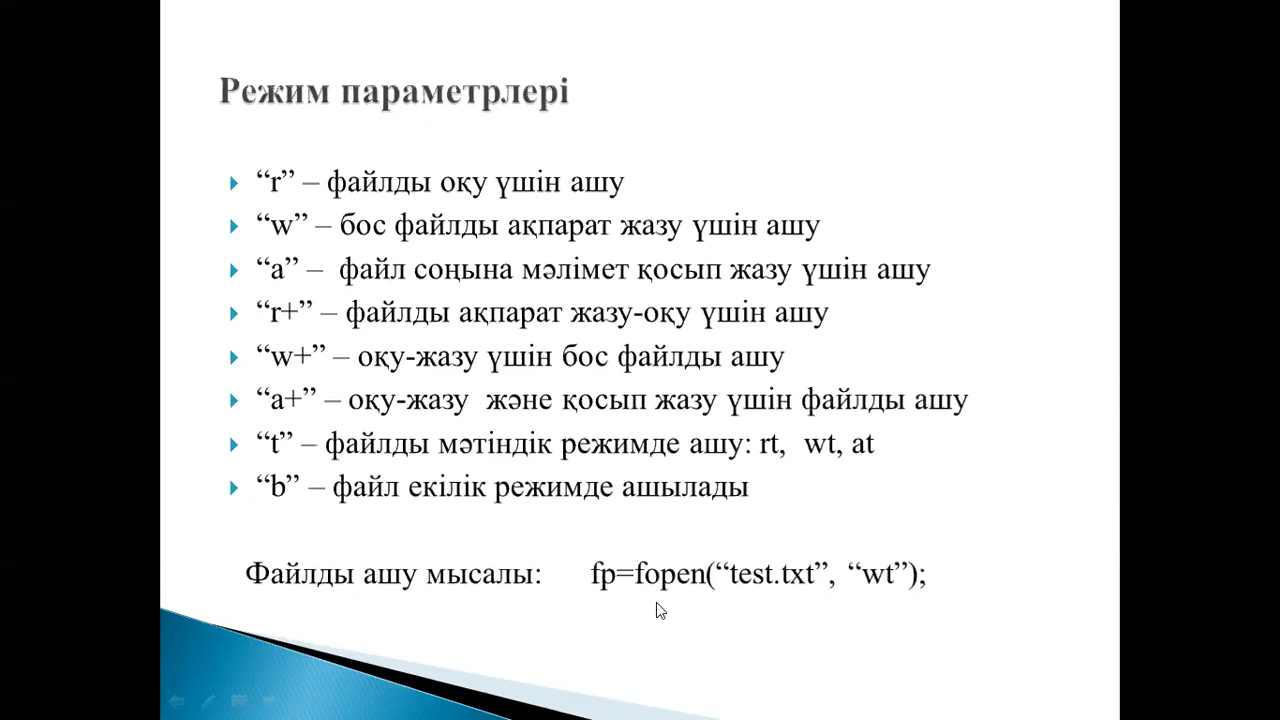 Режим параметрлері
“r” – файлды оқу үшін ашу
“w” – бос файлды ақпарат жазу үшін ашу
“a” –  файл соңына мәлімет қосып жазу үшін ашу
“r+” – файлды ақпарат жазу-оқу үшін ашу
“w+” – оқу-жазу үшін бос файлды ашу
“a+” – оқу-жазу  және қосып жазу үшін файлды ашу
“t” – файлды мәтіндік режимде ашу: rt,  wt, at
“b” – файл екілік режимде ашылады
Файлды ашу мысалы:     fp=fopen(“test.txt”, “wt”);